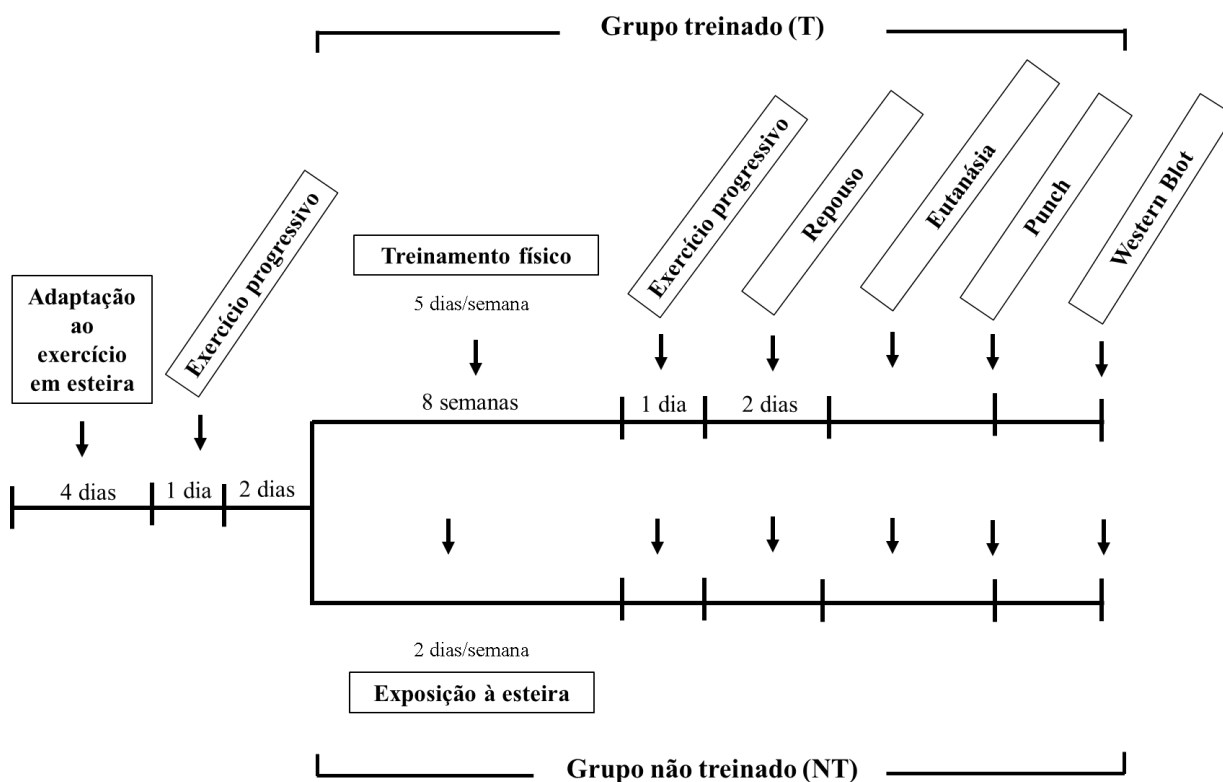 Grupo treinado (T)
Adaptação
ao
exercício
em esteira
Exercício progressivo
Treinamento físico
5 dias/semana
Exercício progressivo
Repouso
Eutanásia
Punch
Western Blot
8 semanas
1 dia
2 dias
4 dias
1 dia
2 dias
2 dias/semana
Exposição à esteira
Grupo não treinado (NT)